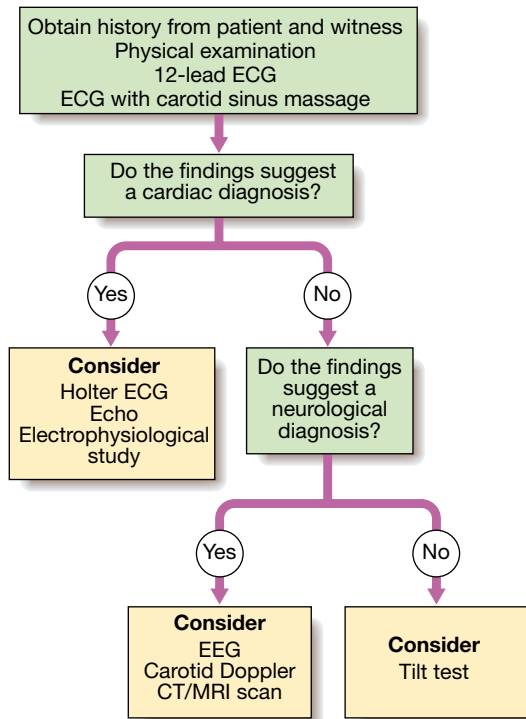 Obtain history from patient and witness
Physical examination
12-lead ECG
ECG with carotid sinus massage
Do the findings suggest
a cardiac diagnosis?
Yes
No
Consider
Holter ECG
Echo
Electrophysiological
study
Do the findings
suggest a
neurological
diagnosis?
Yes
No
Consider
EEG
Carotid Doppler
CT/MRI scan
Consider
Tilt test